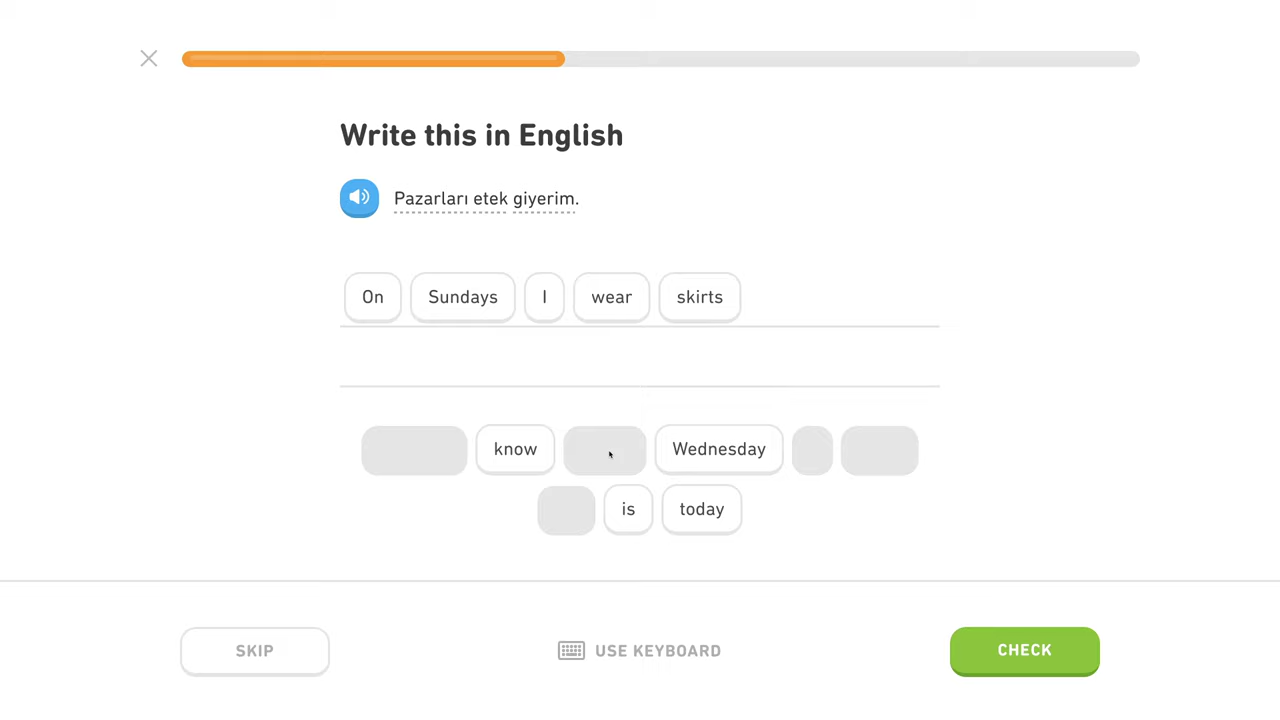 Write this in English
Pazarları etek giyerim.
On Sundays I wear skirts
know Wednesday
is today
SKIP USE KEYBOARD CHECK